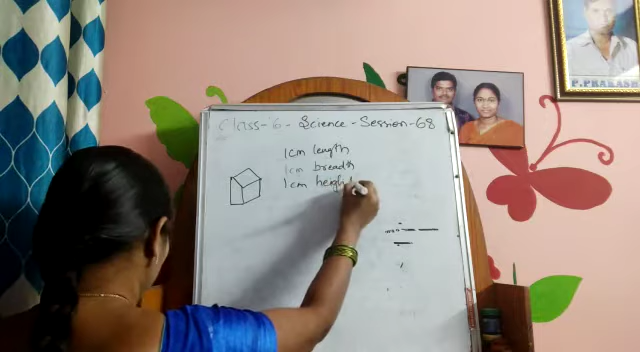 Class-6 - Science - Session-68
1cm length
1cm breadth
1cm height
P.PRAKASH